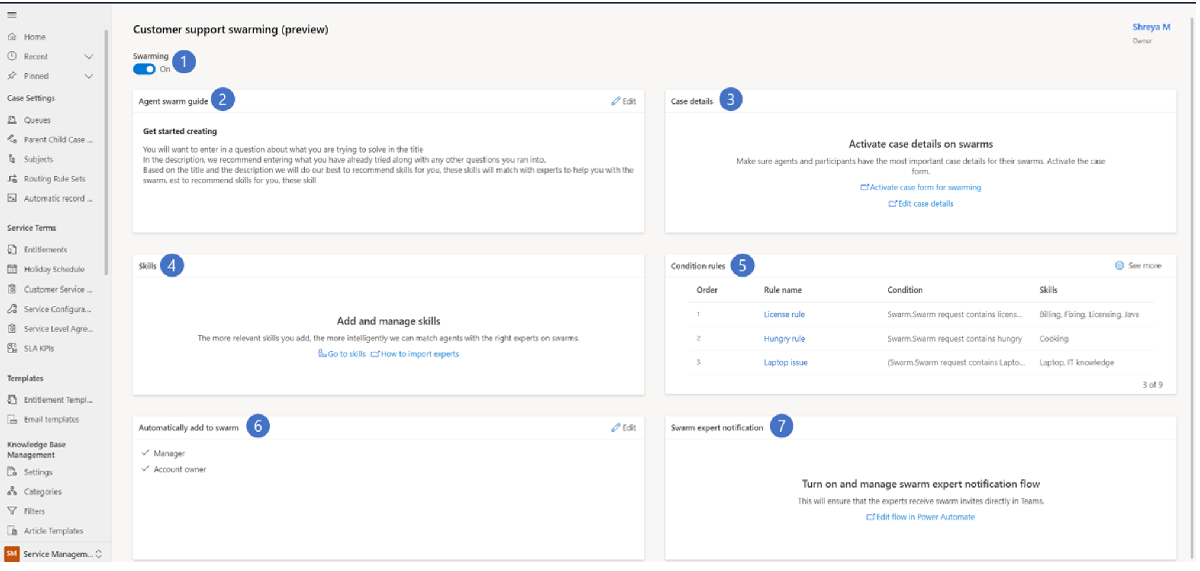 Home
Recent
Pinned
Case Settings
Queues
Parent Child Case ...
Subjects
Routing Rule Sets
Automatic record ...
Service Terms
Entitlements
Holiday Schedule
Customer Service ...
Service Configura...
Service Level Agre...
SLA KPIs
Templates
Entitlement Templ...
Email templates
Knowledge Base
Management
Settings
Categories
Filters
Article Templates
SM Service Managem...
Customer support swarming (preview)
Shreya M
Owner
Swarming 1
On
Agent swarm guide 2
Edit
Get started creating
You will want to enter in a question about what you are trying to solve in the title
In the description, we recommend entering what you have already tried along with any other questions you ran into.
Based on the title and the description we will do our best to recommend skills for you, these skills will match with experts to help you with the
swarm. est to recommend skills for you, these skill
Case details 3
Activate case details on swarms
Make sure agents and participants have the most important case details for their swarms. Activate the case
form.
Activate case form for swarming
Edit case details
Skills 4
Add and manage skills
The more relevant skills you add, the more intelligently we can match agents with the right experts on swarms.
Go to skills How to import experts
Condition rules 5
See more
Order Rule name Condition Skills
1 License rule Swarm.Swarm request contains licens... Billing, Fixing, Licensing, Java
2 Hungry rule Swarm.Swarm request contains hungry Cooking
3 Laptop issue (Swarm.Swarm request contains Lapto... Laptop, IT knowledge
3 of 9
Automatically add to swarm 6
Edit
Manager
Account owner
Swarm expert notification 7
Turn on and manage swarm expert notification flow
This will ensure that the experts receive swarm invites directly in Teams.
Edit flow in Power Automate